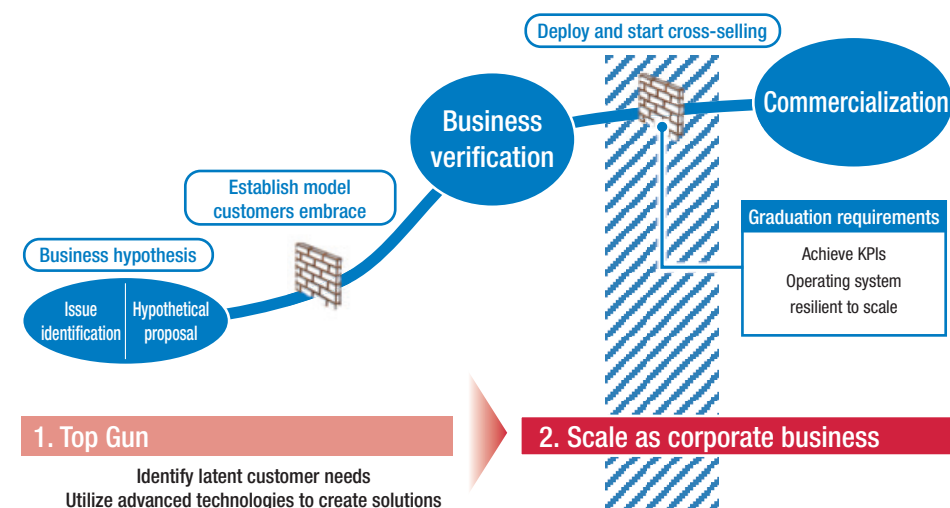 Deploy and start cross-selling
Commercialization
Business
verification
Establish model
customers embrace
Business hypothesis
Issue
identification
Hypothetical
proposal
Graduation requirements
Achieve KPIs
Operating system
resilient to scale
1. Top Gun
2. Scale as corporate business
Identify latent customer needs
Utilize advanced technologies to create solutions